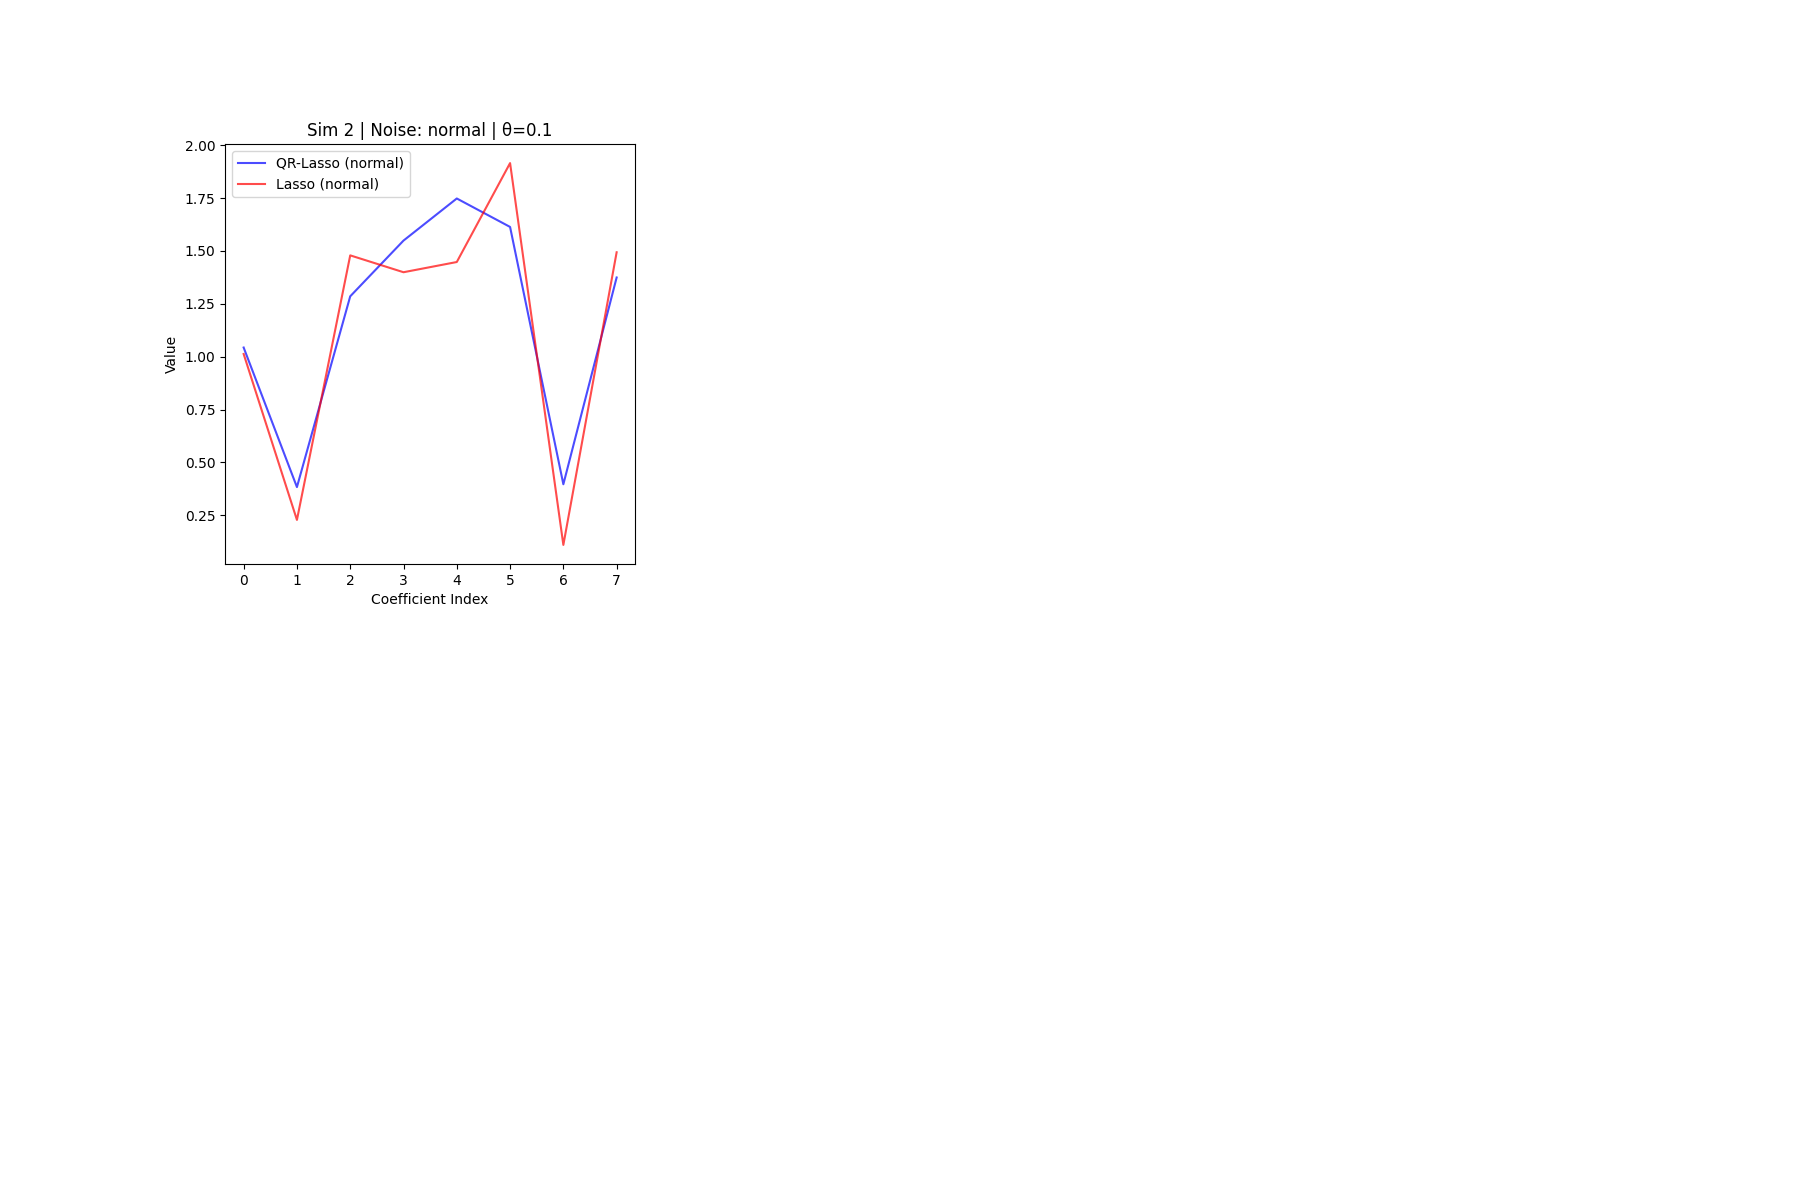 Sim 2 | Noise: normal | θ=0.1
QR-Lasso (normal)
Lasso (normal)
Value
2.00
1.75
1.50
1.25
1.00
0.75
0.50
0.25
0 1 2 3 4 5 6 7
Coefficient Index